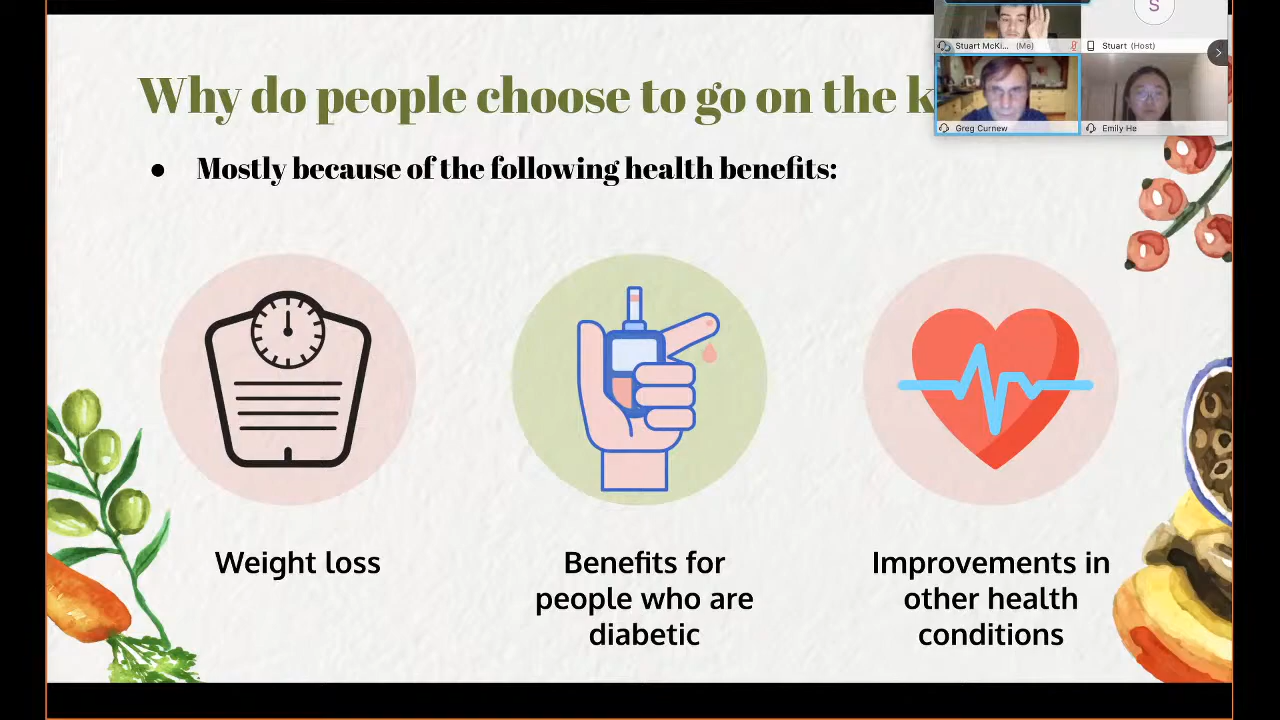 S
Stuart McKi... (Me)
Stuart (Host)
Greg Curnew
Emily He
Why do people choose to go on the k
● Mostly because of the following health benefits:
Weight loss
Benefits for
people who are
diabetic
Improvements in
other health
conditions